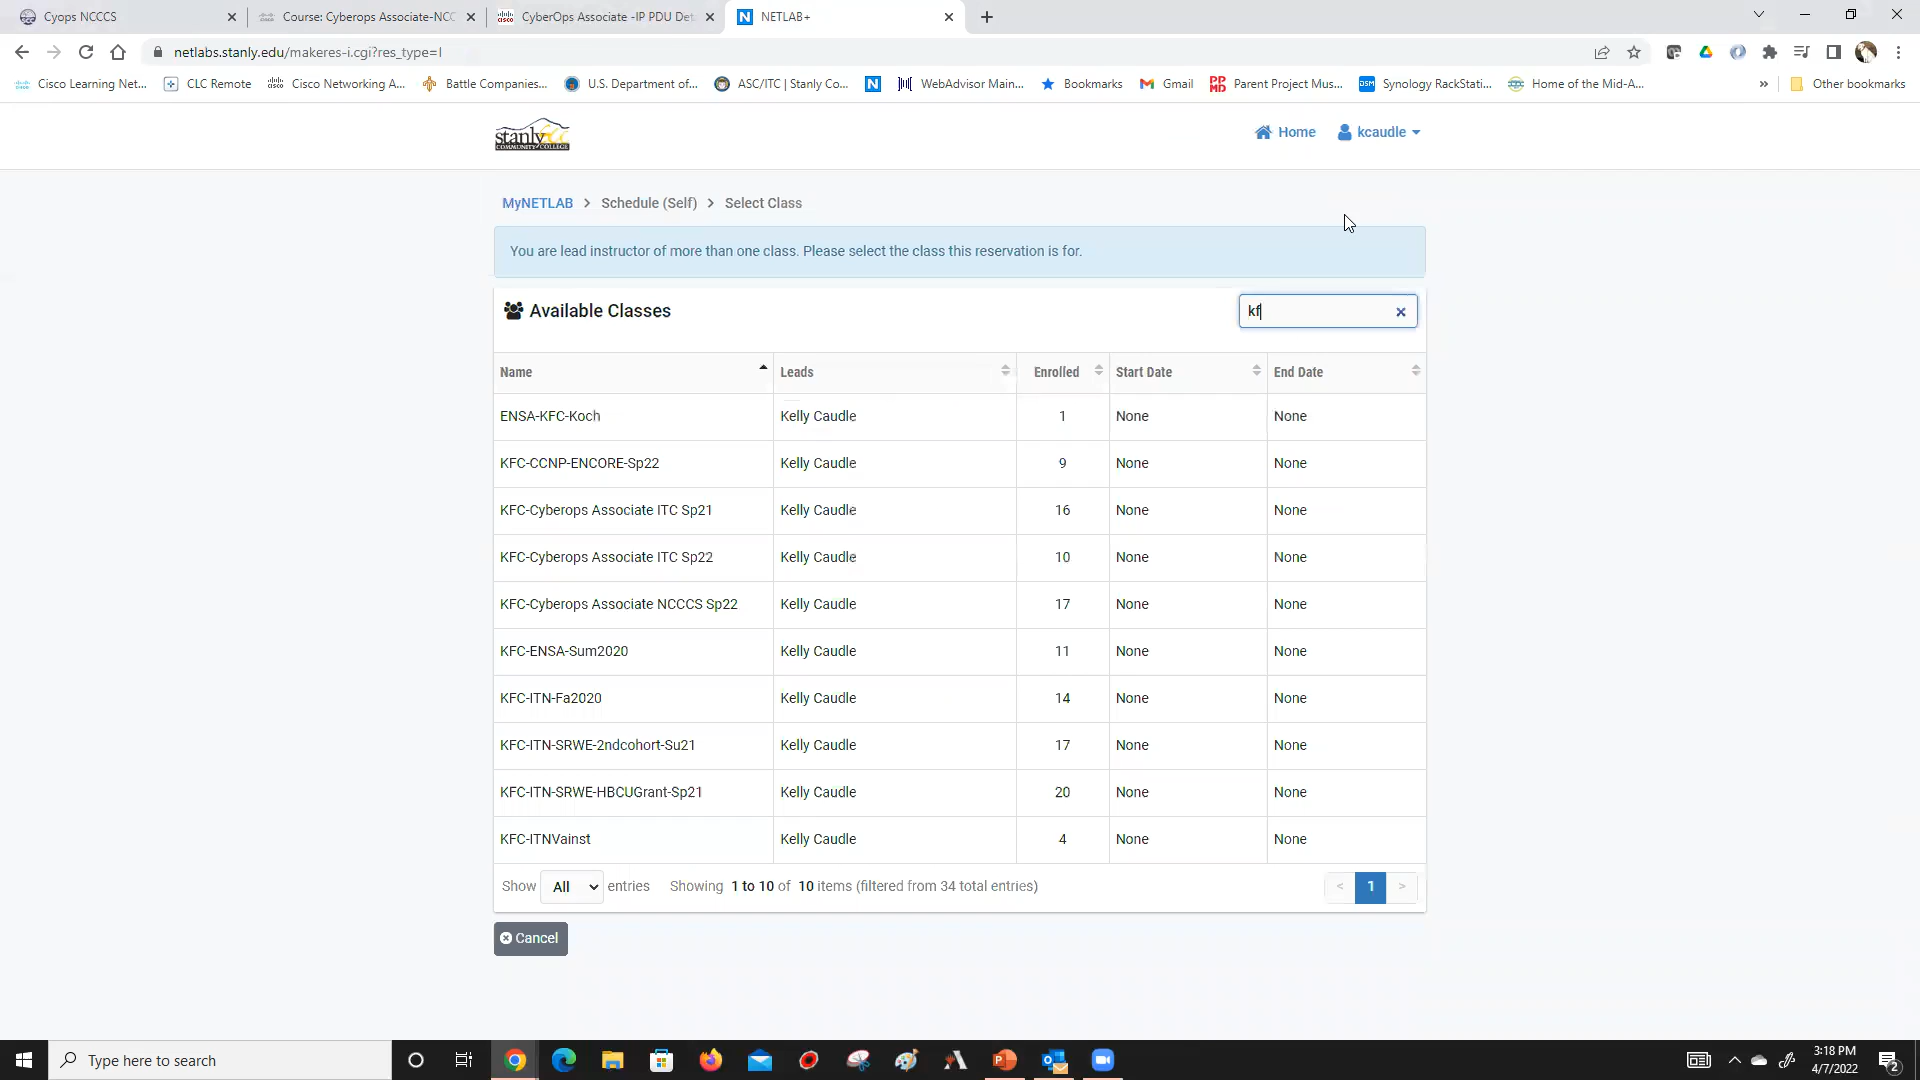 Cyops NCCCS
Course: Cyberops Associate-NCC
CyberOps Associate -IP PDU Det
NETLAB+
netlabs.stanly.edu/makeres-i.cgi?res_type=I
Cisco Learning Net...
CLC Remote
Cisco Networking A...
Battle Companies...
U.S. Department of...
ASC/ITC | Stanly Co...
WebAdvisor Main...
Bookmarks
Gmail
Parent Project Mus...
Synology RackStati...
Home of the Mid-A...
»
Other bookmarks
stanly
COMMUNITY COLLEGE
Home
kcaudle
MyNETLAB > Schedule (Self) > Select Class
You are lead instructor of more than one class. Please select the class this reservation is for.
Available Classes
kf
Name Leads Enrolled Start Date End Date
ENSA-KFC-Koch Kelly Caudle 1 None None
KFC-CCNP-ENCORE-Sp22 Kelly Caudle 9 None None
KFC-Cyberops Associate ITC Sp21 Kelly Caudle 16 None None
KFC-Cyberops Associate ITC Sp22 Kelly Caudle 10 None None
KFC-Cyberops Associate NCCCS Sp22 Kelly Caudle 17 None None
KFC-ENSA-Sum2020 Kelly Caudle 11 None None
KFC-ITN-Fa2020 Kelly Caudle 14 None None
KFC-ITN-SRWE-2ndcohort-Su21 Kelly Caudle 17 None None
KFC-ITN-SRWE-HBCUGrant-Sp21 Kelly Caudle 20 None None
KFC-ITNVainst Kelly Caudle 4 None None
Show All entries Showing 1 to 10 of 10 items (filtered from 34 total entries) < 1 >
Cancel
Type here to search
3:18 PM
4/7/2022
2